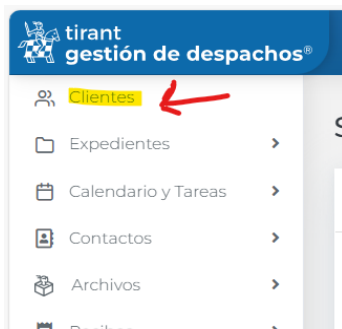 tirant
gestión de despachos®
Clientes
Expedientes
Calendario y Tareas
Contactos
Archivos